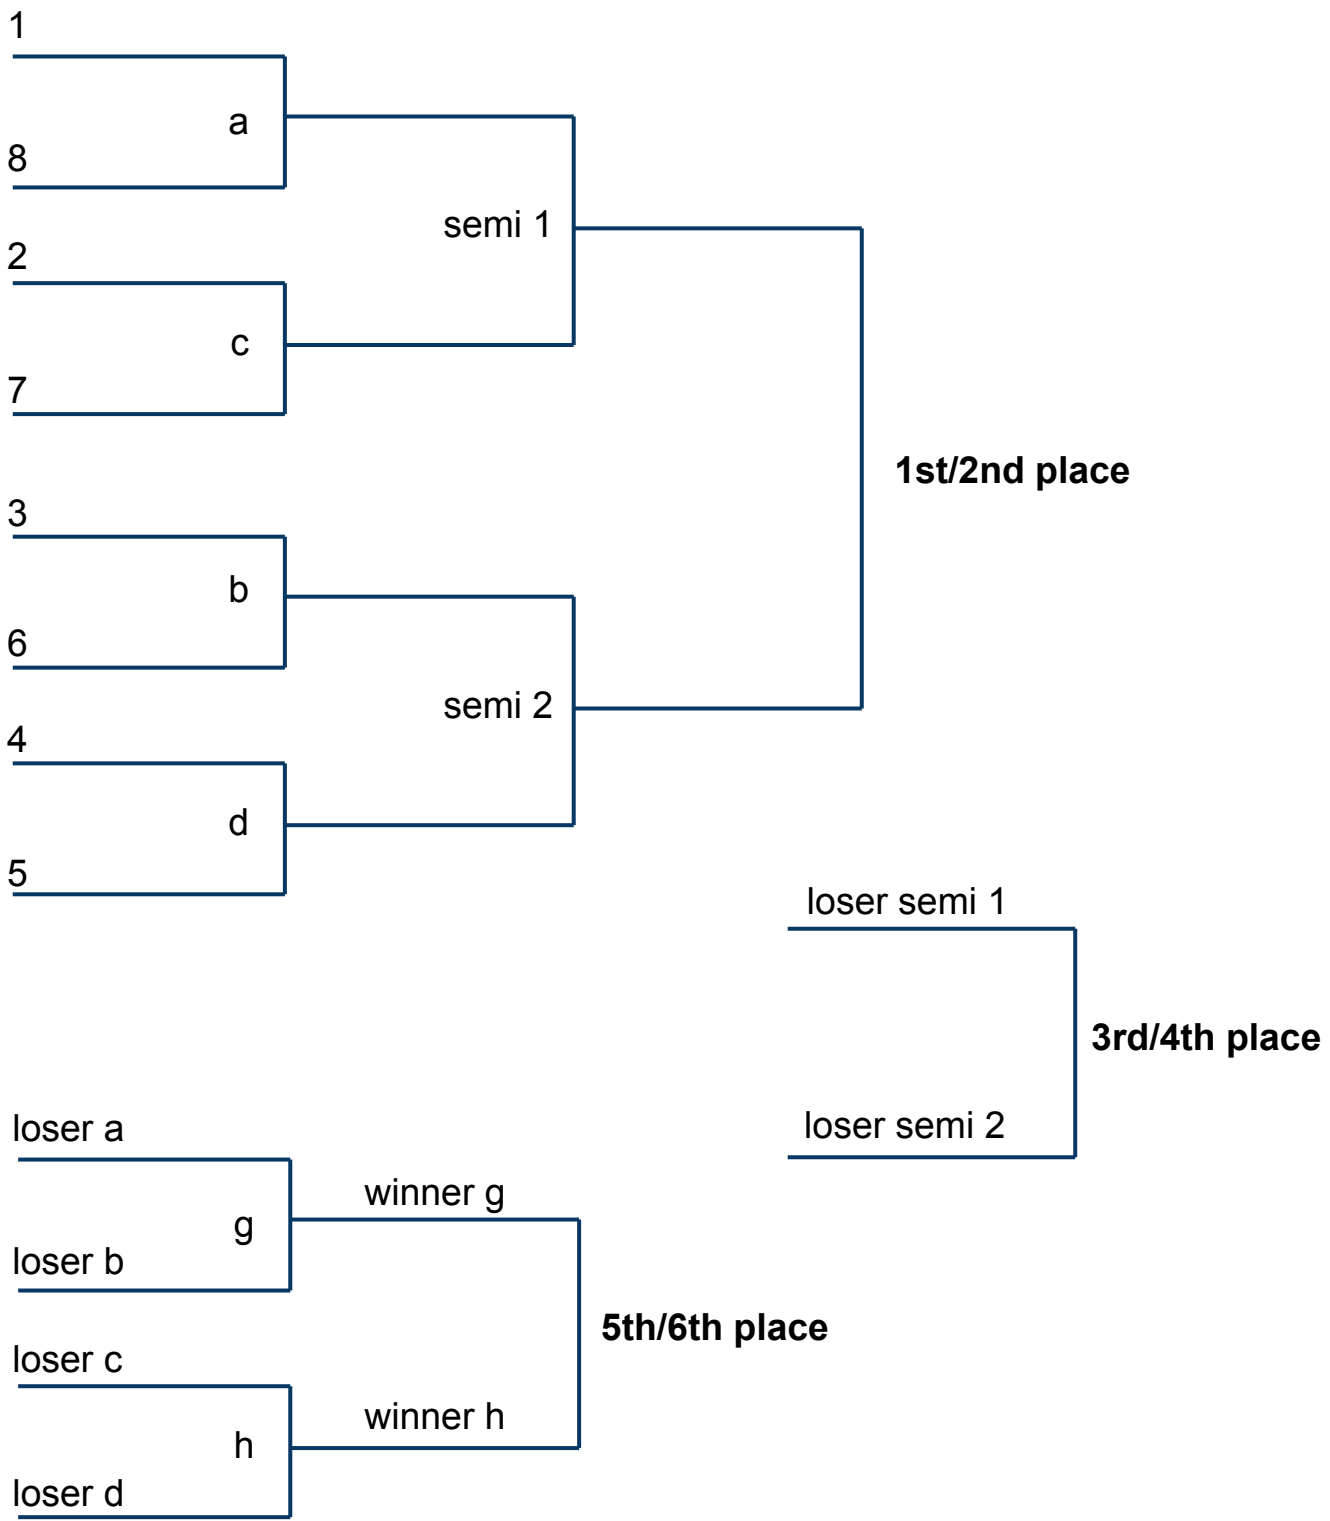 1
a
8
semi 1
2
c
7
1st/2nd place
3
b
6
semi 2
4
d
5
loser semi 1
3rd/4th place
loser semi 2
loser a
winner g
g
loser b
5th/6th place
loser c
winner h
h
loser d